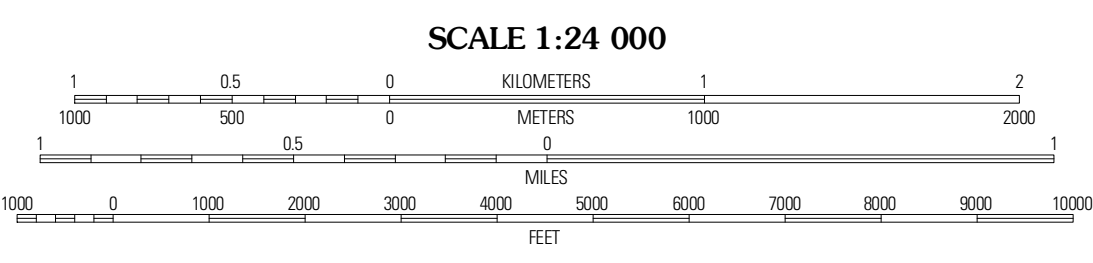 SCALE 1:24 000
1 0.5 0 KILOMETERS 1 2
1000 500 0 METERS 1000 2000
1 0.5 0 1
MILES
1000 0 1000 2000 3000 4000 5000 6000 7000 8000 9000 10000
FEET